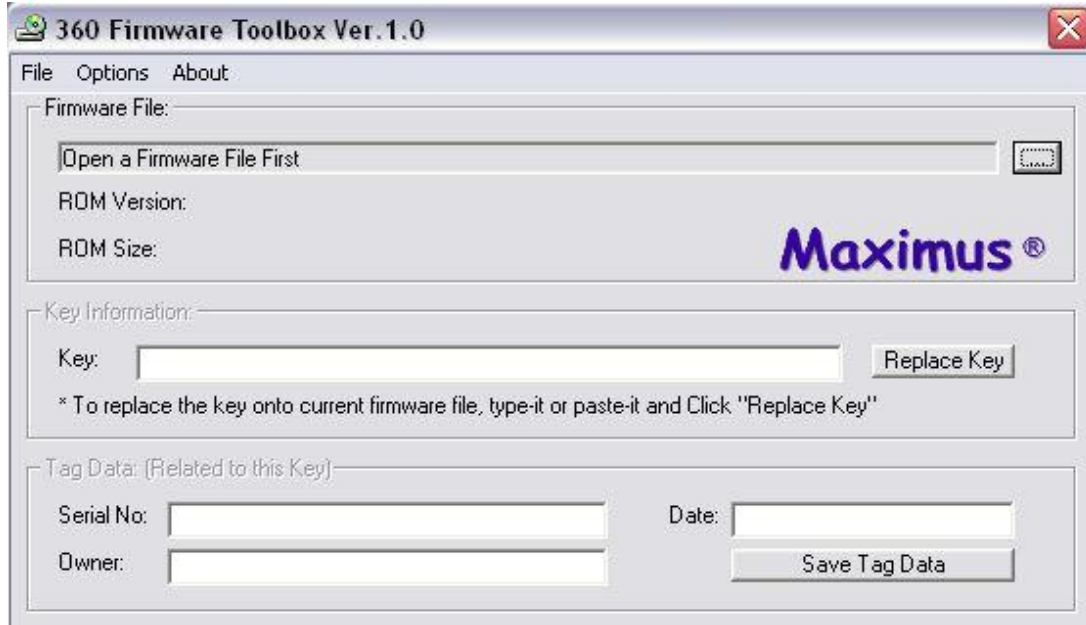 360 Firmware Toolbox Ver.1.0
File Options About
Firmware File:
Open a Firmware File First
...
ROM Version:
ROM Size:
Maximus ®
Key Information:
Key:
Replace Key
* To replace the key onto current firmware file, type-it or paste-it and Click "Replace Key"
Tag Data: (Related to this Key)
Serial No:
Date:
Owner:
Save Tag Data